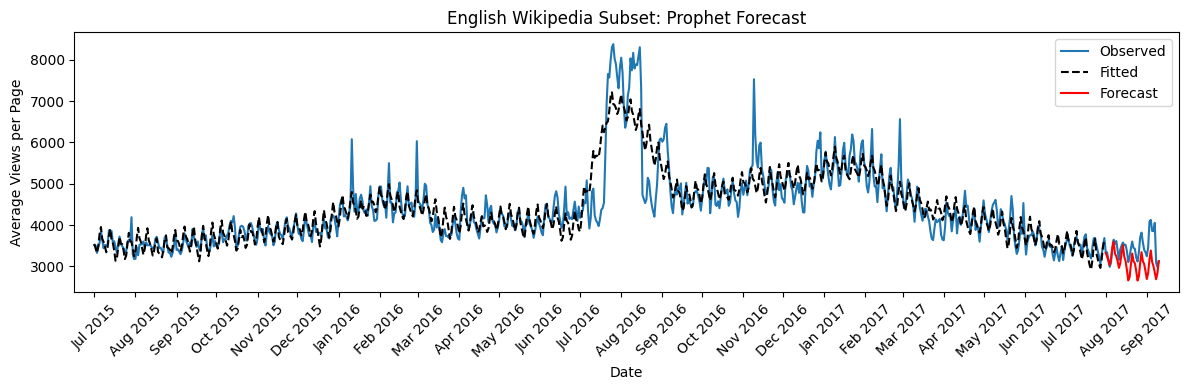 English Wikipedia Subset: Prophet Forecast
Average Views per Page
8000
7000
6000
5000
4000
3000
Observed
Fitted
Forecast
Jul 2015
Aug 2015
Sep 2015
Oct 2015
Nov 2015
Dec 2015
Jan 2016
Feb 2016
Mar 2016
Apr 2016
May 2016
Jun 2016
Jul 2016
Aug 2016
Sep 2016
Oct 2016
Nov 2016
Dec 2016
Jan 2017
Feb 2017
Mar 2017
Apr 2017
May 2017
Jun 2017
Jul 2017
Aug 2017
Sep 2017
Date